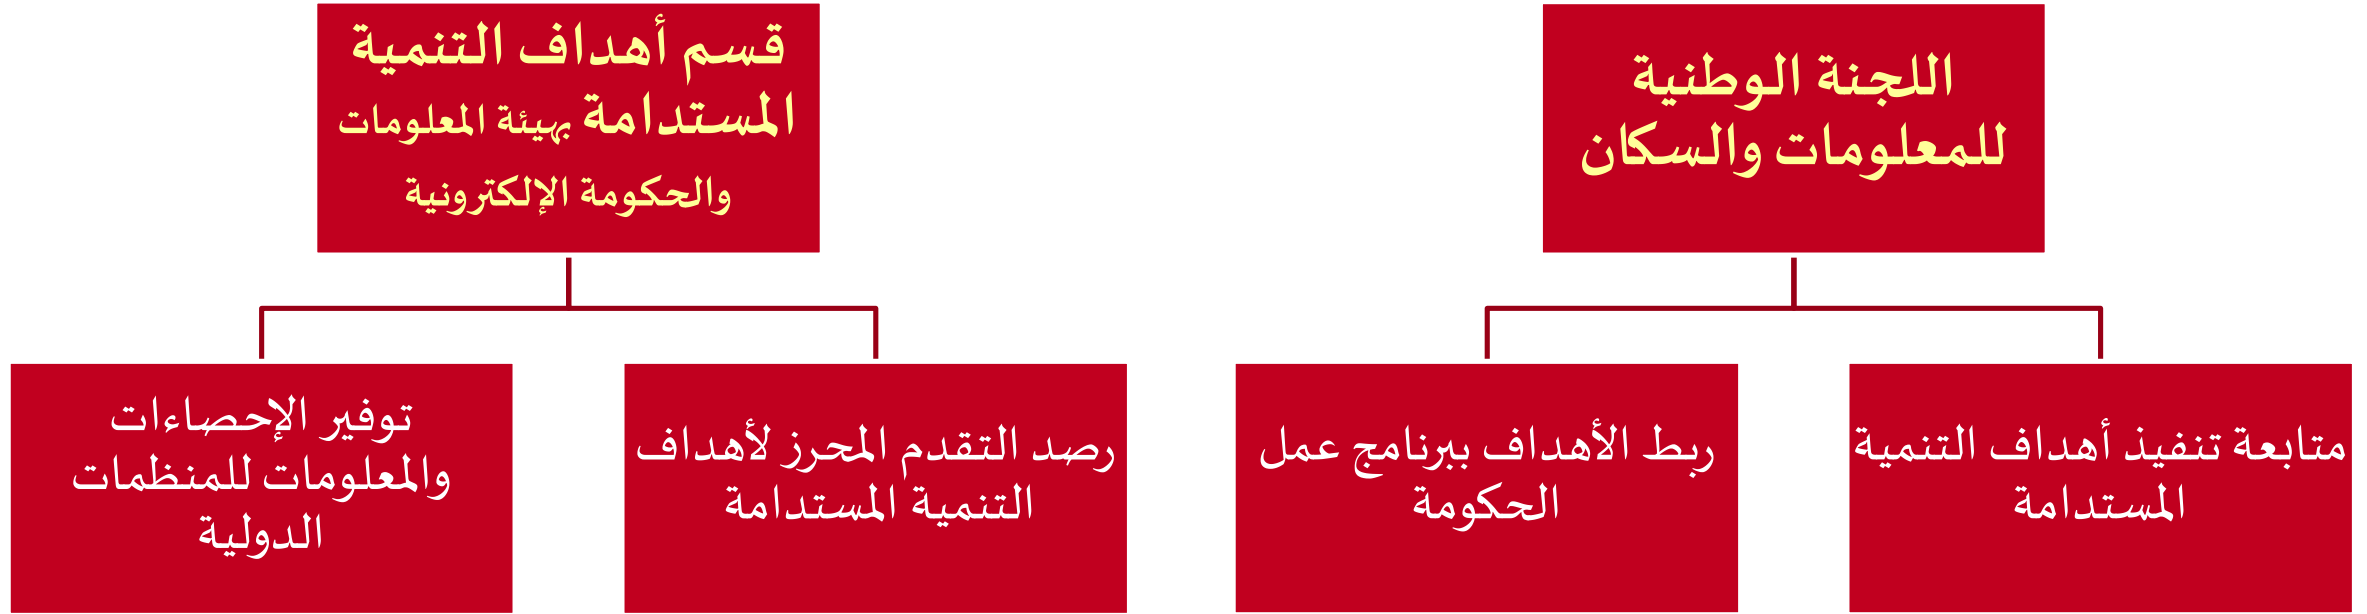 اللجنة الوطنية
للمعلومات والسكان
متابعة تنفيذ أهداف التنمية
المستدامة
ربط الأهداف ببرنامج عمل
الحكومة
قسم أهداف التنمية
المستدامة بهيئة المعلومات
والحكومة الإلكترونية
رصد التقدم المحرز لأهداف
التنمية المستدامة
توفير الإحصاءات
والمعلومات للمنظمات
الدولية